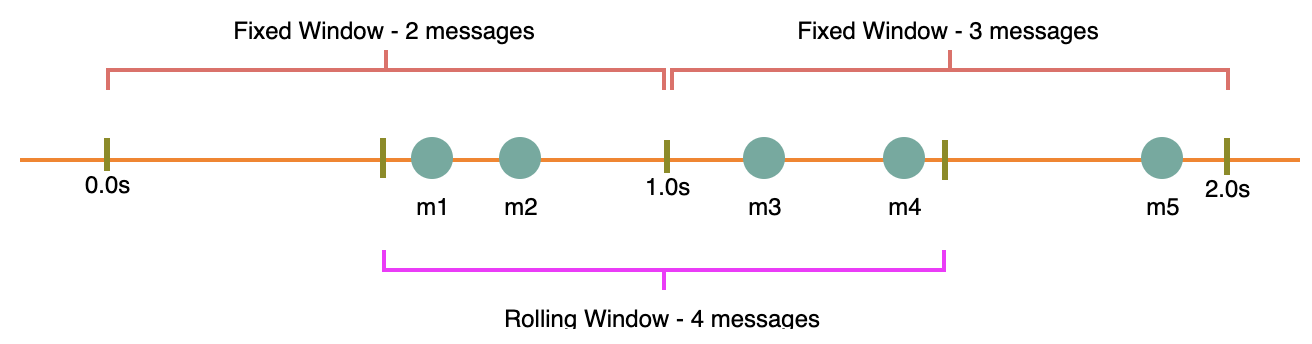 Fixed Window - 2 messages
Fixed Window - 3 messages
0.0s
1.0s
2.0s
m1
m2
m3
m4
m5
Rolling Window - 4 messages